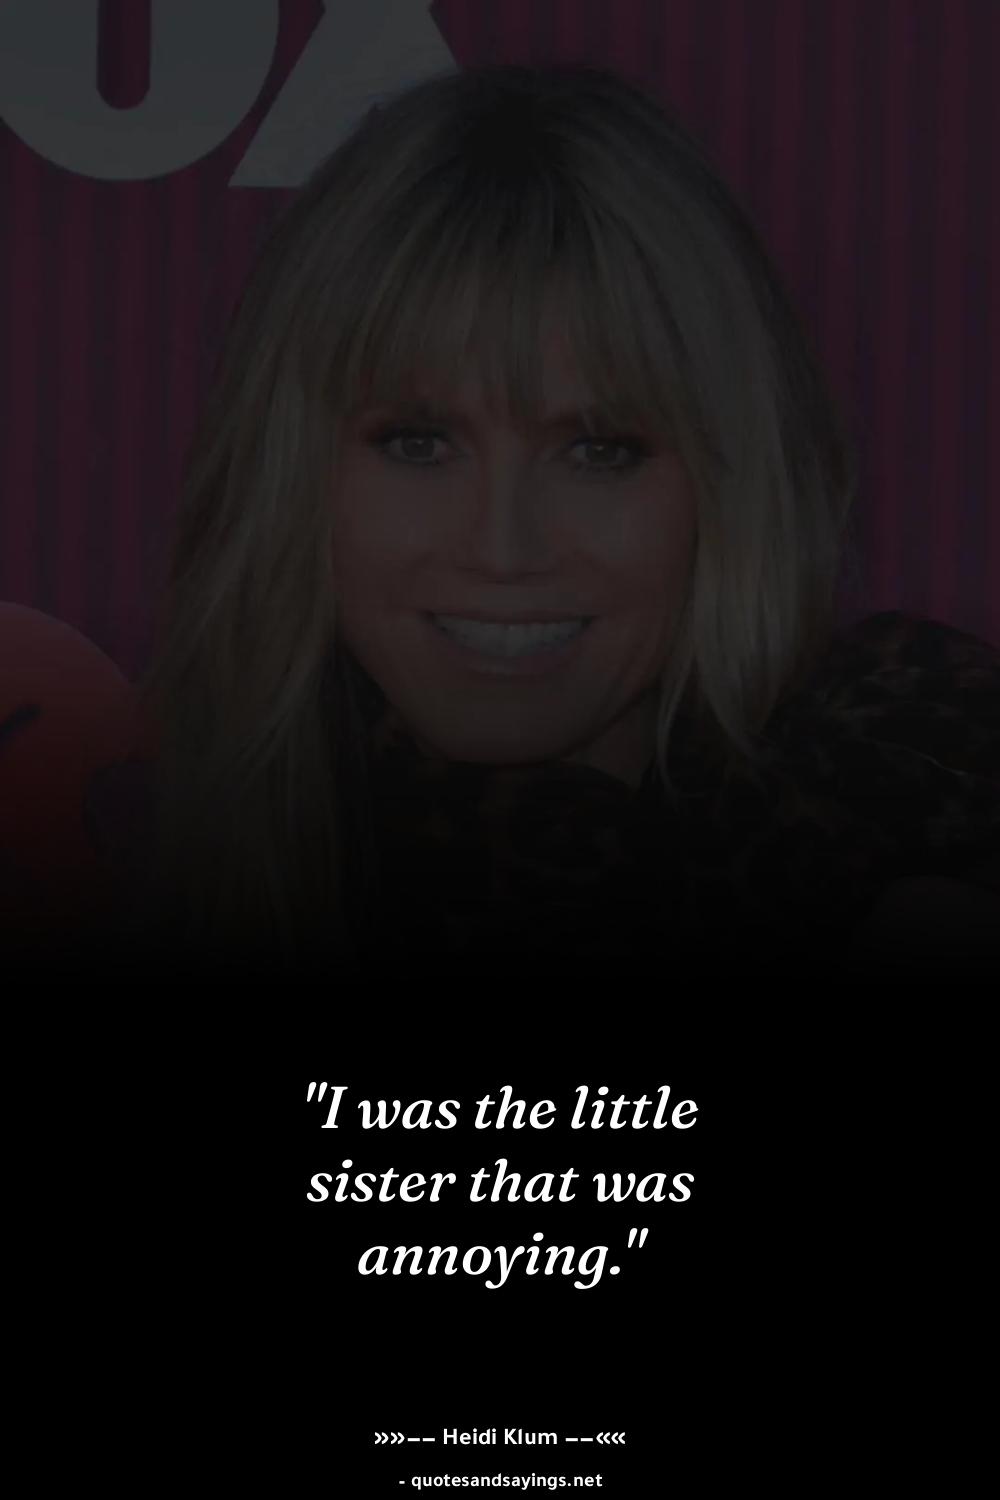 "I was the little
sister that was
annoying."
»»−− Heidi Klum −−««
- quotesandsayings.net